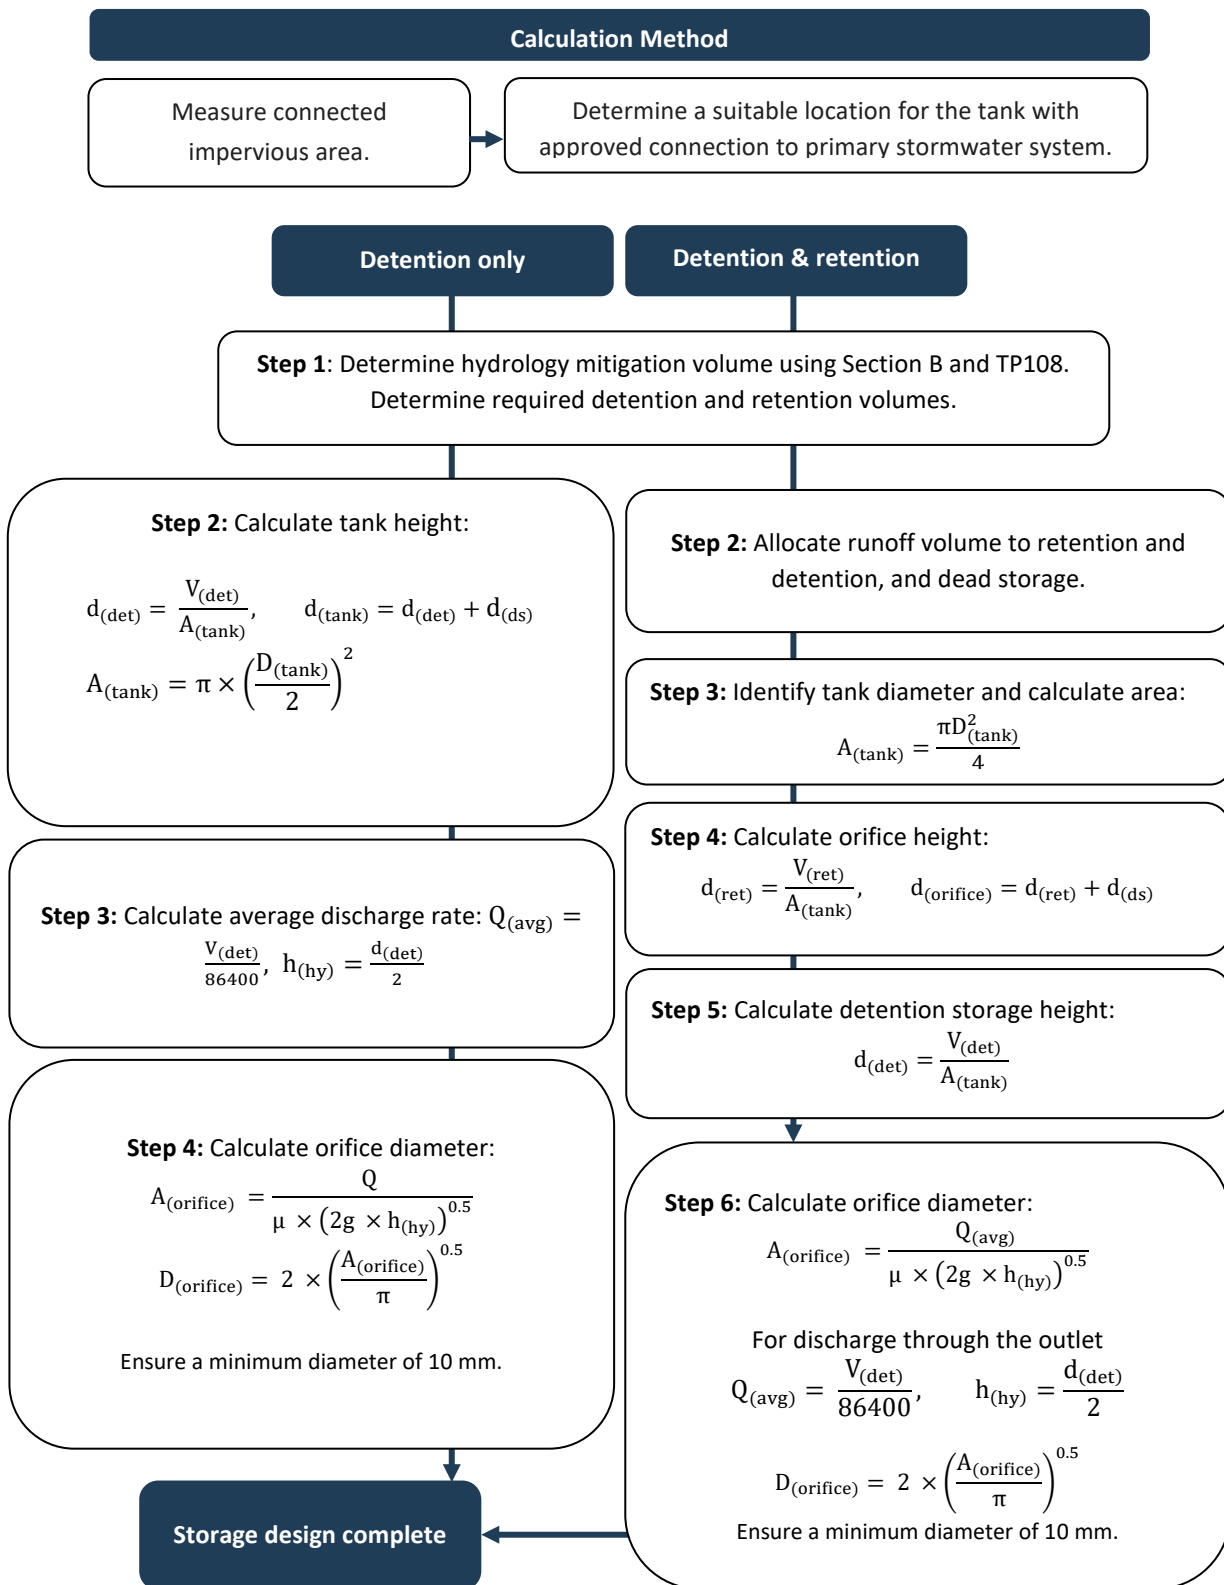 Calculation Method
Measure connected
impervious area.
Determine a suitable location for the tank with
approved connection to primary stormwater system.
Detention only
Detention & retention
Step 1: Determine hydrology mitigation volume using Section B and TP108.
Determine required detention and retention volumes.
Step 2: Calculate tank height:
d(det) = V(det) / A(tank), d(tank) = d(det) + d(ds)
A(tank) = π × (D(tank) / 2)^2
Step 3: Calculate average discharge rate: Q(avg) =
V(det) / 86400, h(hy) = d(det) / 2
Step 4: Calculate orifice diameter:
A(orifice) = Q / μ × (2g × h(hy))^0.5
D(orifice) = 2 × (A(orifice) / π)^0.5
Ensure a minimum diameter of 10 mm.
Step 2: Allocate runoff volume to retention and
detention, and dead storage.
Step 3: Identify tank diameter and calculate area:
A(tank) = πD(tank)^2 / 4
Step 4: Calculate orifice height:
d(ret) = V(ret) / A(tank), d(orifice) = d(ret) + d(ds)
Step 5: Calculate detention storage height:
d(det) = V(det) / A(tank)
Step 6: Calculate orifice diameter:
A(orifice) = Q(avg) / μ × (2g × h(hy))^0.5
For discharge through the outlet
Q(avg) = V(det) / 86400, h(hy) = d(det) / 2
D(orifice) = 2 × (A(orifice) / π)^0.5
Ensure a minimum diameter of 10 mm.
Storage design complete